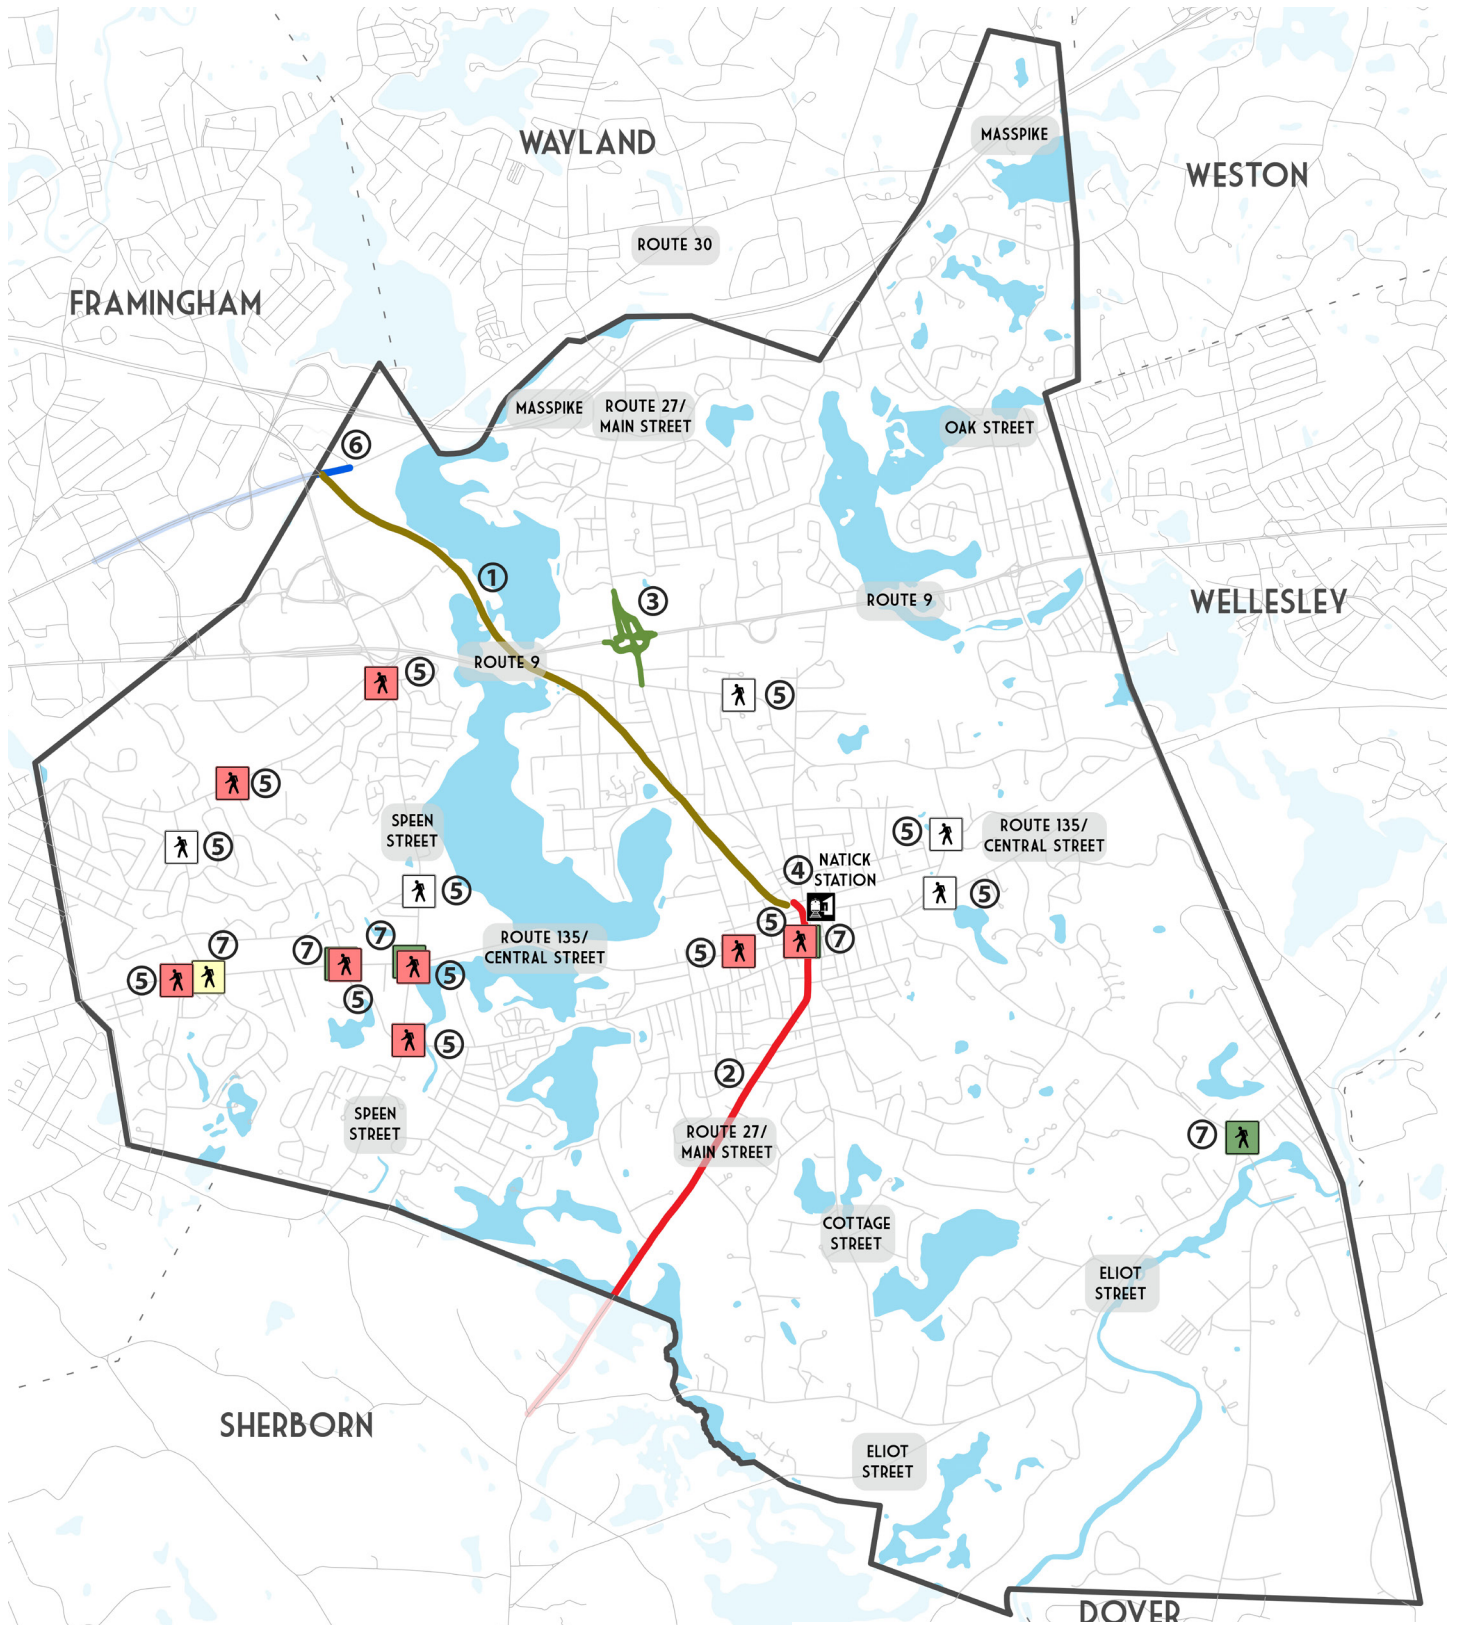 MASSPIKE
WAYLAND
WESTON
ROUTE 30
FRAMINGHAM
MASSPIKE
ROUTE 27/
MAIN STREET
OAK STREET
6
1
3
ROUTE 9
WELLESLEY
ROUTE 9
5
5
5
SPEEN
STREET
5
5
ROUTE 135/
CENTRAL STREET
4
NATICK
STATION
5
5
5
7
7
7
ROUTE 135/
CENTRAL STREET
5
7
5
5
5
5
2
SPEEN
STREET
ROUTE 27/
MAIN STREET
7
COTTAGE
STREET
ELIOT
STREET
SHERBORN
ELIOT
STREET
DOVER